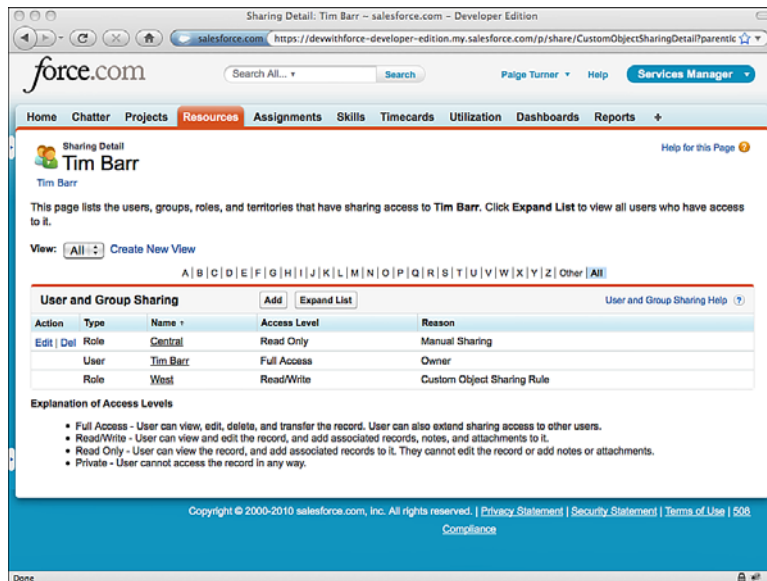 Sharing Detail: Tim Barr ~ salesforce.com – Developer Edition
salesforce.com https://devwithforce-developer-edition.my.salesforce.com/p/share/CustomObjectSharingDetail?parentId
force.com Search All... Search Paige Turner Help Services Manager
Home Chatter Projects Resources Assignments Skills Timecards Utilization Dashboards Reports +
Sharing Detail
Tim Barr
Help for this Page ?
Tim Barr
This page lists the users, groups, roles, and territories that have sharing access to Tim Barr. Click Expand List to view all users who have access
to it.
View: All Create New View
A | B | C | D | E | F | G | H | I | J | K | L | M | N | O | P | Q | R | S | T | U | V | W | X | Y | Z | Other | All
User and Group Sharing Add Expand List User and Group Sharing Help ?
Action Type Name ↑ Access Level Reason
Edit | Del Role Central Read Only Manual Sharing
User Tim Barr Full Access Owner
Role West Read/Write Custom Object Sharing Rule
Explanation of Access Levels
• Full Access - User can view, edit, delete, and transfer the record. User can also extend sharing access to other users.
• Read/Write - User can view and edit the record, and add associated records, notes, and attachments to it.
• Read Only - User can view the record, and add associated records to it. They cannot edit the record or add notes or attachments.
• Private - User cannot access the record in any way.
Copyright © 2000-2010 salesforce.com, inc. All rights reserved. | Privacy Statement | Security Statement | Terms of Use | 508
Compliance
Done